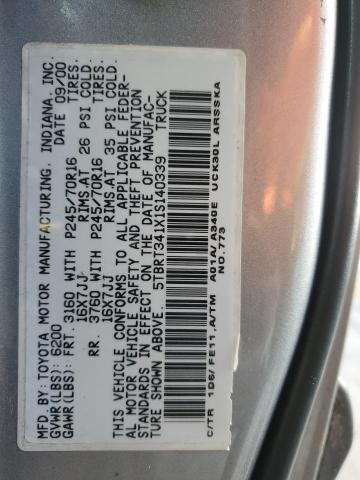 MFD. BY: TOYOTA MOTOR MANUFACTURING, INDIANA, INC.
GVWR(LBS): 6200 DATE 09/00
GAWR(LBS): FRT. 3160 WITH P245/70R16 TIRES
16X7JJ RIMS,AT 26 PSI COLD.
RR. 3760 WITH P245/70R16 TIRES
16X7JJ RIMS,AT 35 PSI COLD.
THIS VEHICLE CONFORMS TO ALL APPLICABLE FEDER-
AL MOTOR VEHICLE SAFETY AND THEFT PREVENTION
STANDARDS IN EFFECT ON THE DATE OF MANUFAC-
TURE SHOWN ABOVE. 5TBRT341X1S140339 TRUCK
C/TR 1D6/ FE11 .A/TM A01A/ A340E UCK30L ARSSKA
NO.773